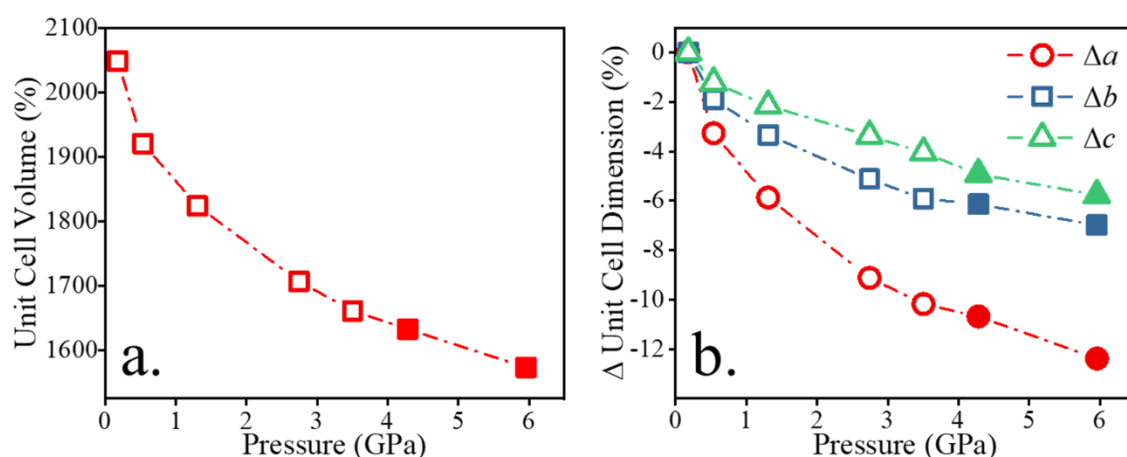 2100
2000
1900
1800
1700
1600
Unit Cell Volume (%)
a.
0 1 2 3 4 5 6
Pressure (GPa)
0
-2
-4
-6
-8
-10
-12
Δ Unit Cell Dimension (%)
Δa
Δb
Δc
b.
0 1 2 3 4 5 6
Pressure (GPa)